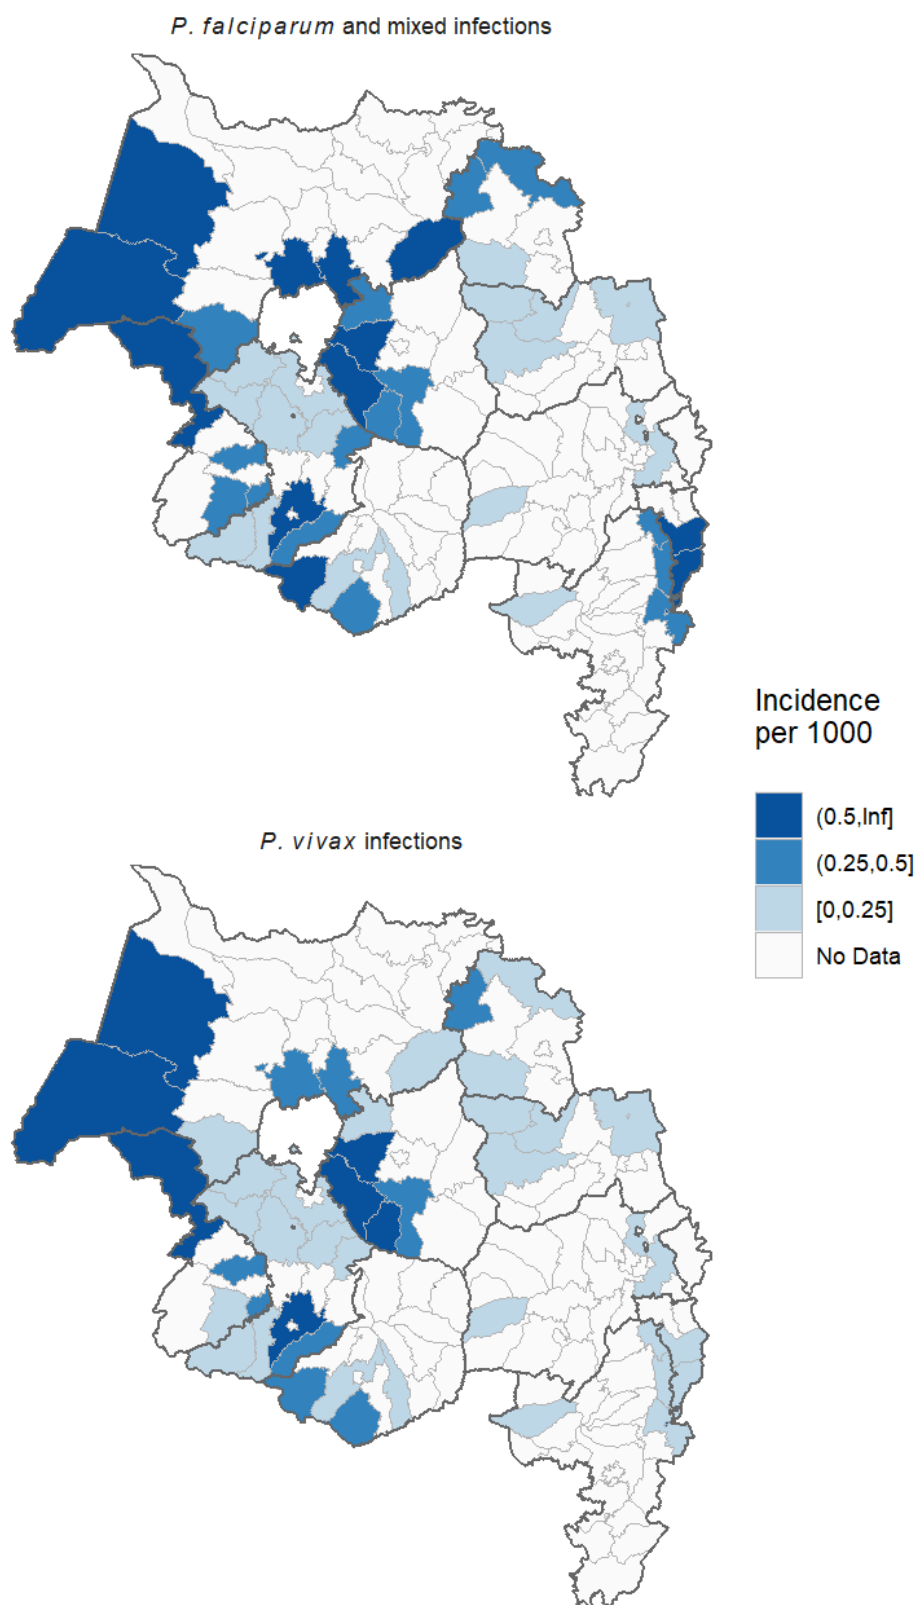 P. falciparum and mixed infections
Incidence
per 1000
(0.5,Inf]
(0.25,0.5]
[0,0.25]
No Data
P. vivax infections